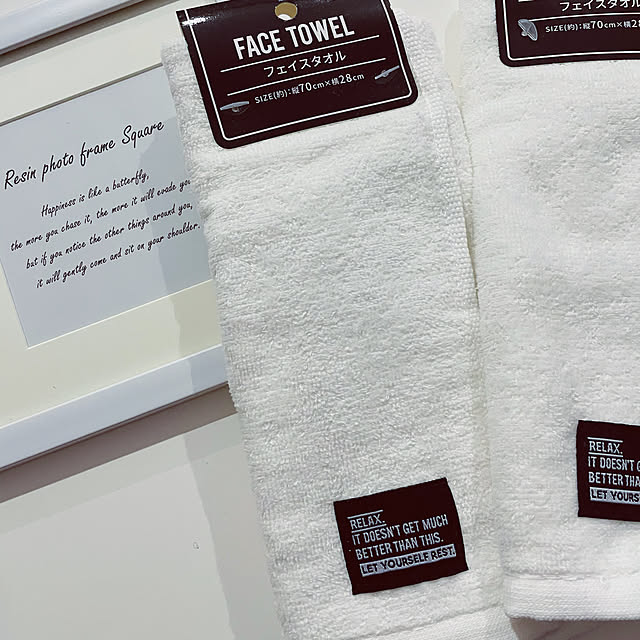 Resin photo frame Square
Happiness is like a butterfly,
the more you chase it, the more it will evade you
but if you notice the other things around you,
it will gently come and sit on your shoulder.
FACE TOWEL
フェイスタオル
SIZE(約):縦70cm×横28cm
RELAX.
IT DOESN'T GET MUCH
BETTER THAN THIS.
LET YOURSELF REST.
フェイスタオル
SIZE(約):縦70cm×横28
RELAX.
IT DOESN'T
BETTER THA
LET YOURSE